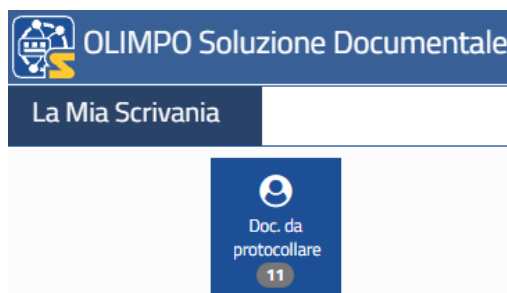 OLIMPO Soluzione Documentale
La Mia Scrivania
Doc. da
protocollare
11